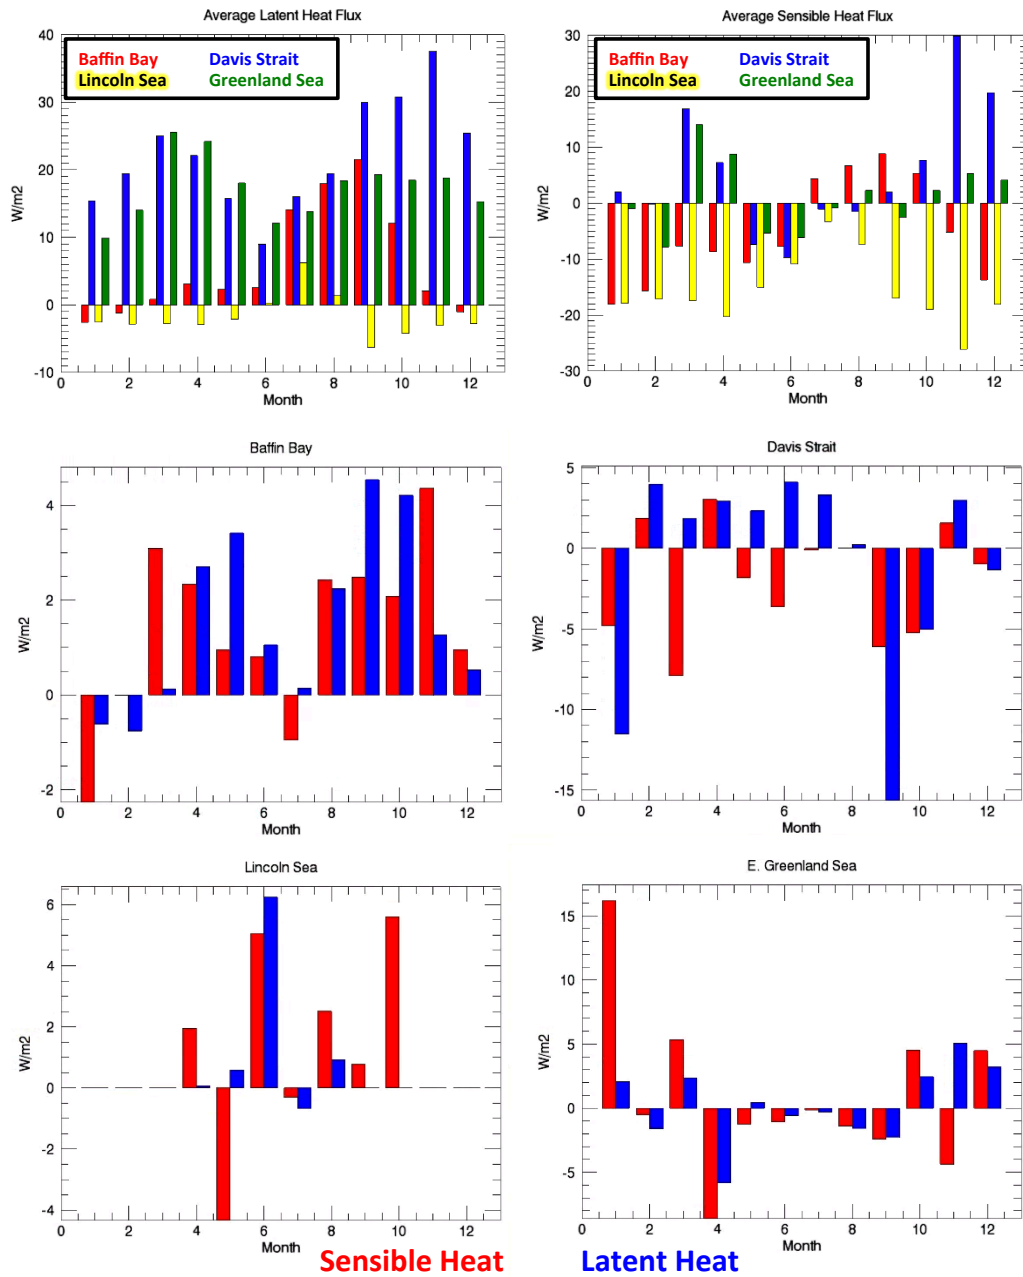 Average Latent Heat Flux
Average Sensible Heat Flux
Baffin Bay Davis Strait
Lincoln Sea Greenland Sea
Baffin Bay Davis Strait
Lincoln Sea Greenland Sea
40
30
20
10
0
-10
W/m2
0 2 4 6 8 10 12
Month
30
20
10
0
-10
-20
-30
W/m2
0 2 4 6 8 10 12
Month
Baffin Bay
4
2
0
-2
W/m2
0 2 4 6 8 10 12
Month
Davis Strait
5
0
-5
-10
-15
W/m2
0 2 4 6 8 10 12
Month
Lincoln Sea
6
4
2
0
-2
-4
W/m2
0 2 4 6 8 10
Month
E. Greenland Sea
15
10
5
0
-5
W/m2
0 2 4 6 8 10 12
Month
Sensible Heat Latent Heat